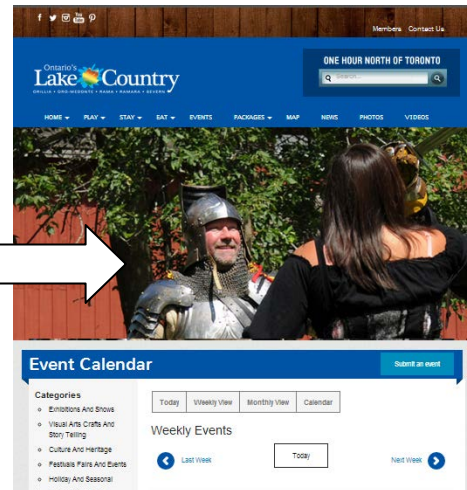 You Tube
Members Contact Us
Ontario's
Lake Country
ORILLIA • ORO-MEDONTE • RAMA • RAMARA • SEVERN
ONE HOUR NORTH OF TORONTO
Search...
HOME PLAY STAY EAT EVENTS PACKAGES MAP NEWS PHOTOS VIDEOS
Event Calendar
Submit an event
Categories
Exhibitions And Shows
Visual Arts Crafts And
Story Telling
Culture And Heritage
Festivals Fairs And Events
Holiday And Seasonal
Today Weekly View Monthly View Calendar
Weekly Events
Last Week Today Next Week